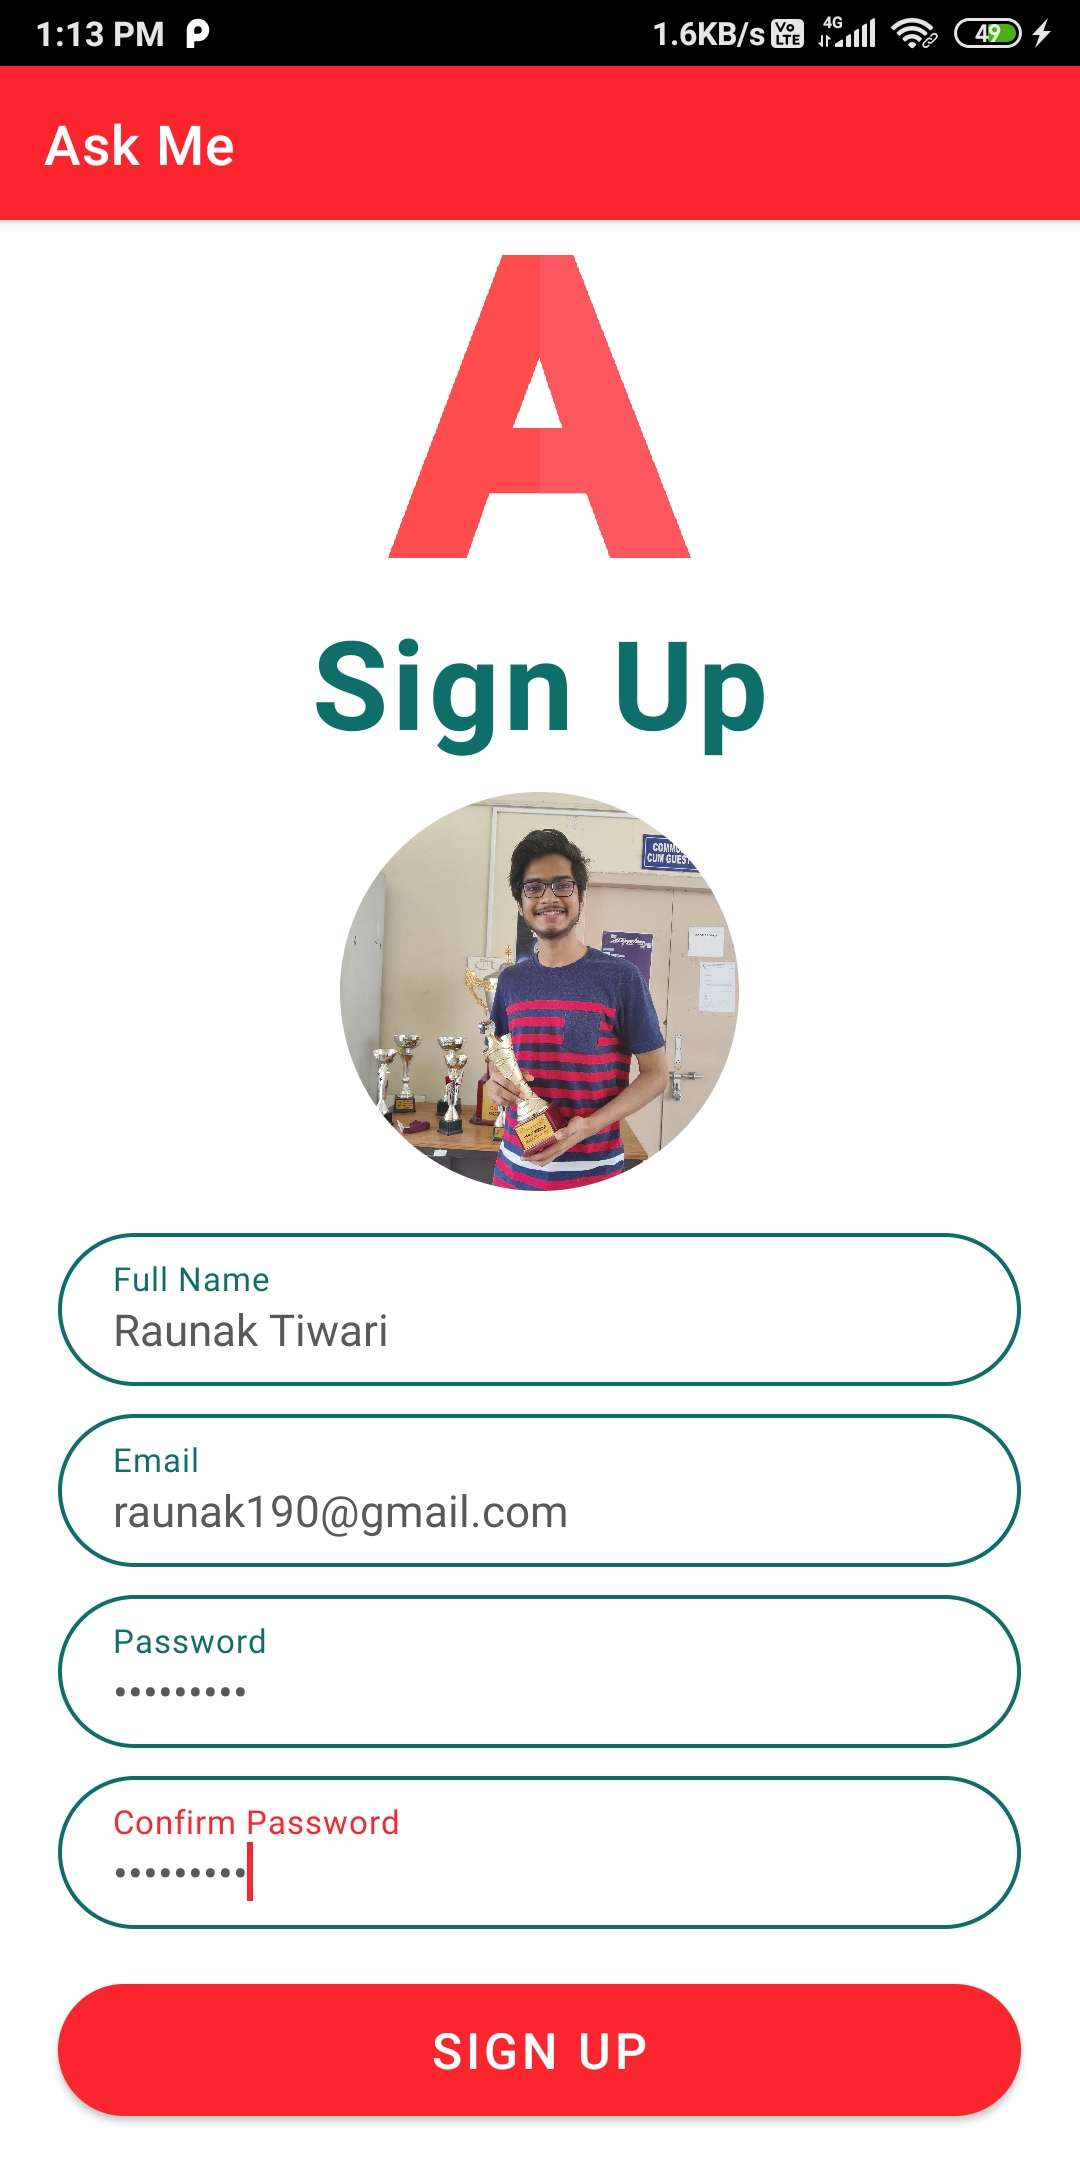 1:13 PM
1.6KB/s Vo LTE 4G 49
Ask Me
A
Sign Up
CUM GUEST
Full Name
Raunak Tiwari
Email
raunak190@gmail.com
Password
•••••••••
Confirm Password
•••••••••
SIGN UP